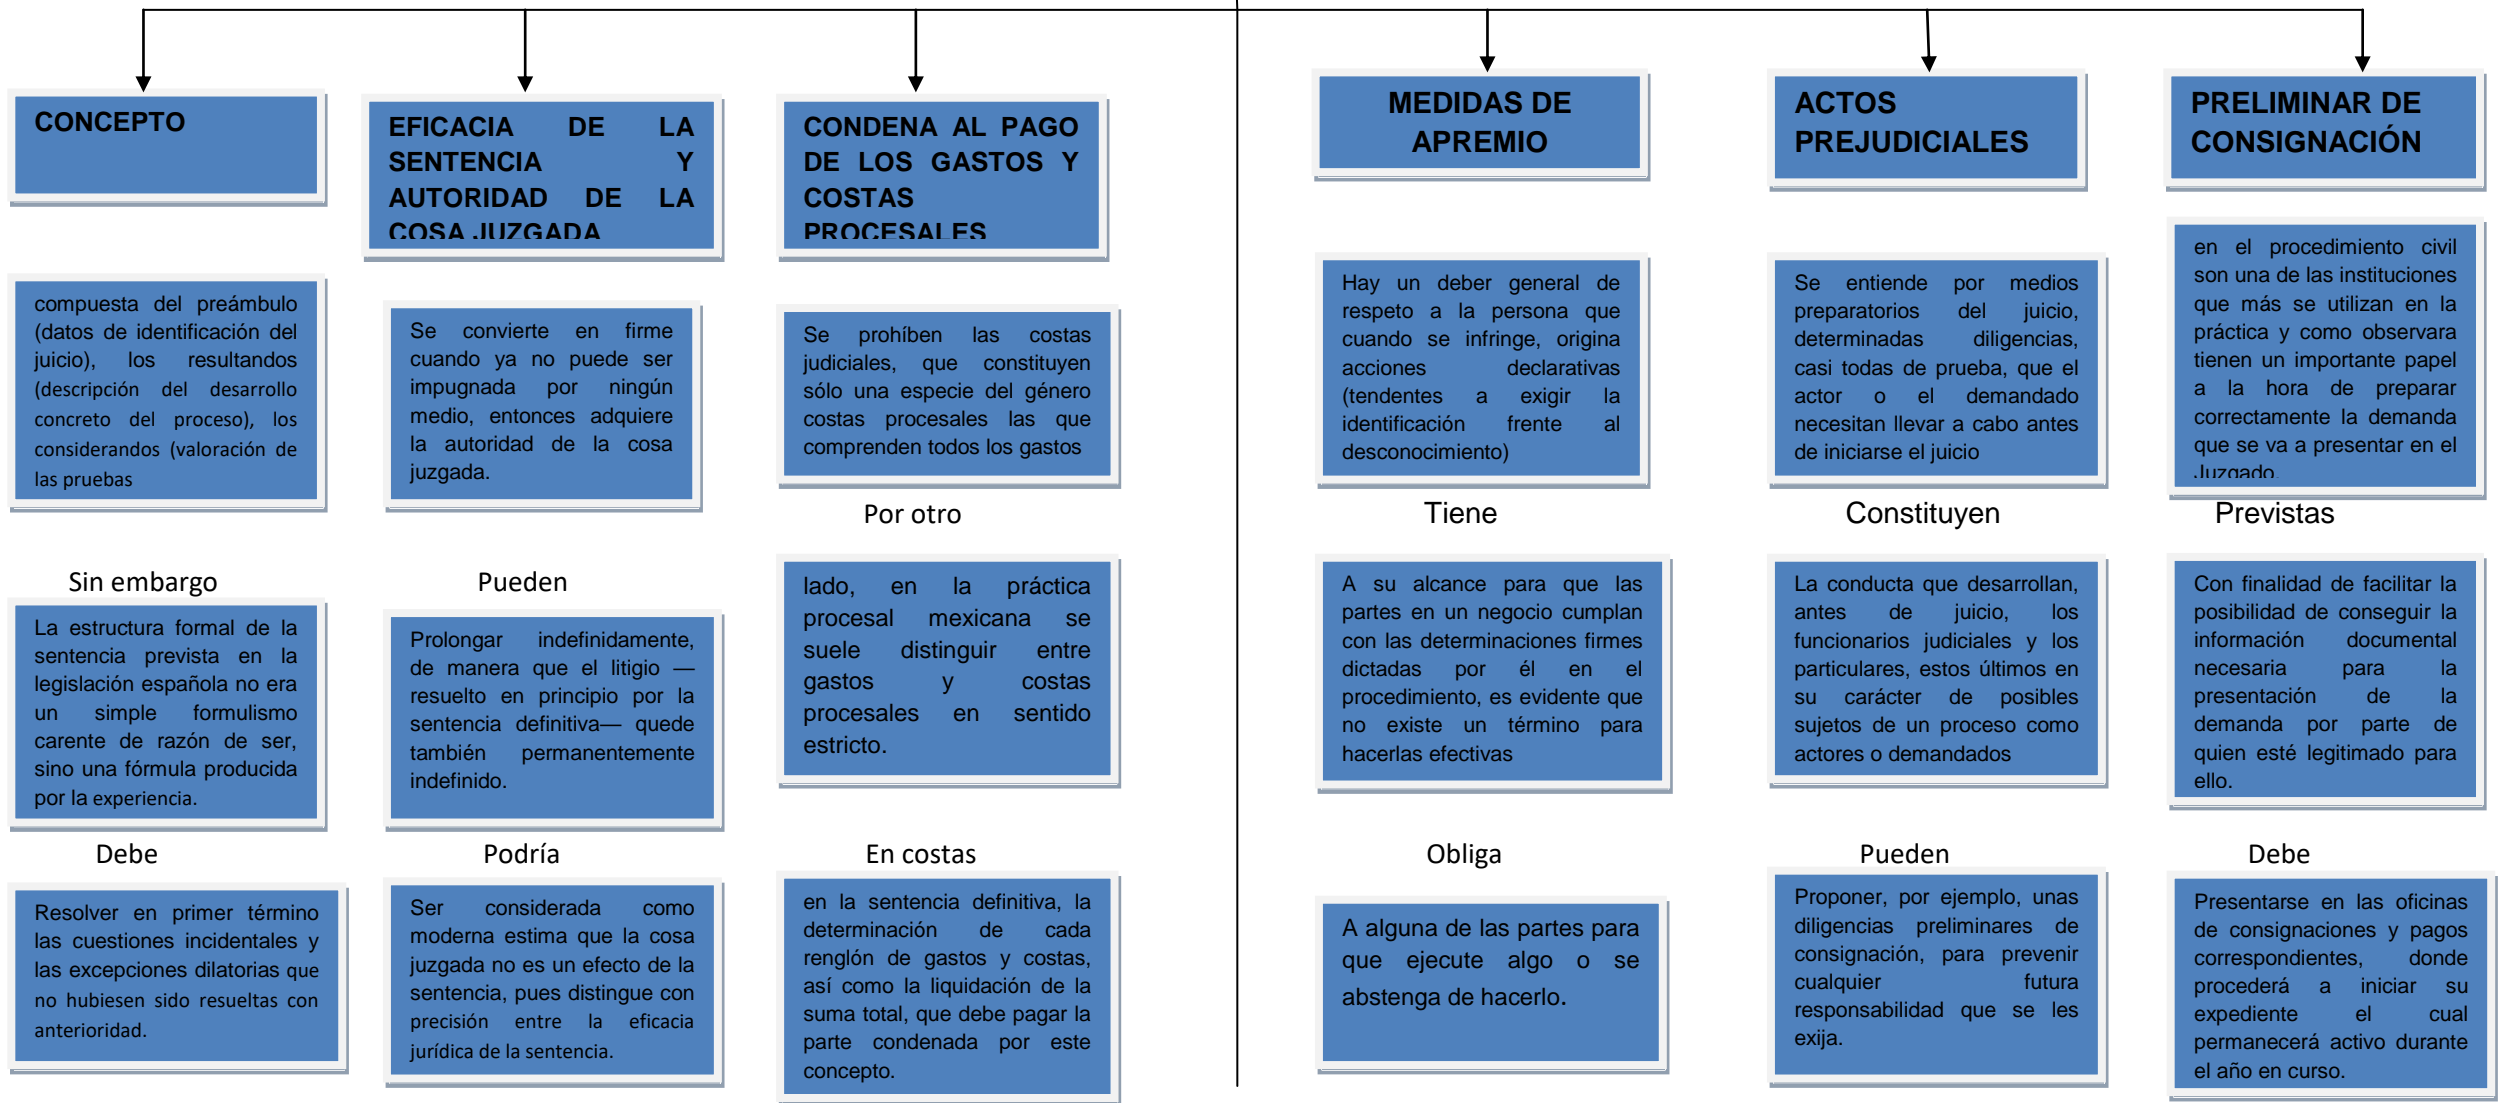 CONCEPTO
compuesta del preámbulo
(datos de identificación del
juicio), los resultandos
(descripción del desarrollo
concreto del proceso), los
considerandos (valoración de
las pruebas
Sin embargo
La estructura formal de la
sentencia prevista en la
legislación española no era
un simple formulismo
carente de razón de ser,
sino una fórmula producida
por la experiencia.
Debe
Resolver en primer término
las cuestiones incidentales y
las excepciones dilatorias que
no hubiesen sido resueltas con
anterioridad.
EFICACIA DE LA
SENTENCIA Y
AUTORIDAD DE LA
COSA JUZGADA
Se convierte en firme
cuando ya no puede ser
impugnada por ningún
medio, entonces adquiere
la autoridad de la cosa
juzgada.
Pueden
Prolongar indefinidamente,
de manera que el litigio —
resuelto en principio por la
sentencia definitiva— quede
también permanentemente
indefinido.
Podría
Ser considerada como
moderna estima que la cosa
juzgada no es un efecto de la
sentencia, pues distingue con
precisión entre la eficacia
jurídica de la sentencia.
CONDENA AL PAGO
DE LOS GASTOS Y
COSTAS
PROCESALES
Se prohíben las costas
judiciales, que constituyen
sólo una especie del género
costas procesales las que
comprenden todos los gastos
Por otro
lado, en la práctica
procesal mexicana se
suele distinguir entre
gastos y costas
procesales en sentido
estricto.
En costas
en la sentencia definitiva, la
determinación de cada
renglón de gastos y costas,
así como la liquidación de la
suma total, que debe pagar la
parte condenada por este
concepto.
MEDIDAS DE
APREMIO
Hay un deber general de
respeto a la persona que
cuando se infringe, origina
acciones declarativas
(tendentes a exigir la
identificación frente al
desconocimiento)
Tiene
A su alcance para que las
partes en un negocio cumplan
con las determinaciones firmes
dictadas por él en el
procedimiento, es evidente que
no existe un término para
hacerlas efectivas
Obliga
A alguna de las partes para
que ejecute algo o se
abstenga de hacerlo.
ACTOS
PREJUDICIALES
Se entiende por medios
preparatorios del juicio,
determinadas diligencias,
casi todas de prueba, que el
actor o el demandado
necesitan llevar a cabo antes
de iniciarse el juicio
Constituyen
La conducta que desarrollan,
antes de juicio, los
funcionarios judiciales y los
particulares, estos últimos en
su carácter de posibles
sujetos de un proceso como
actores o demandados
Pueden
Proponer, por ejemplo, unas
diligencias preliminares de
consignación, para prevenir
cualquier futura
responsabilidad que se les
exija.
PRELIMINAR DE
CONSIGNACIÓN
en el procedimiento civil
son una de las instituciones
que más se utilizan en la
práctica y como observara
tienen un importante papel
a la hora de preparar
correctamente la demanda
que se va a presentar en el
Juzgado.
Previstas
Con finalidad de facilitar la
posibilidad de conseguir la
información documental
necesaria para la
presentación de la
demanda por parte de
quien esté legitimado para
ello.
Debe
Presentarse en las oficinas
de consignaciones y pagos
correspondientes, donde
procederá a iniciar su
expediente el cual
permanecerá activo durante
el año en curso.